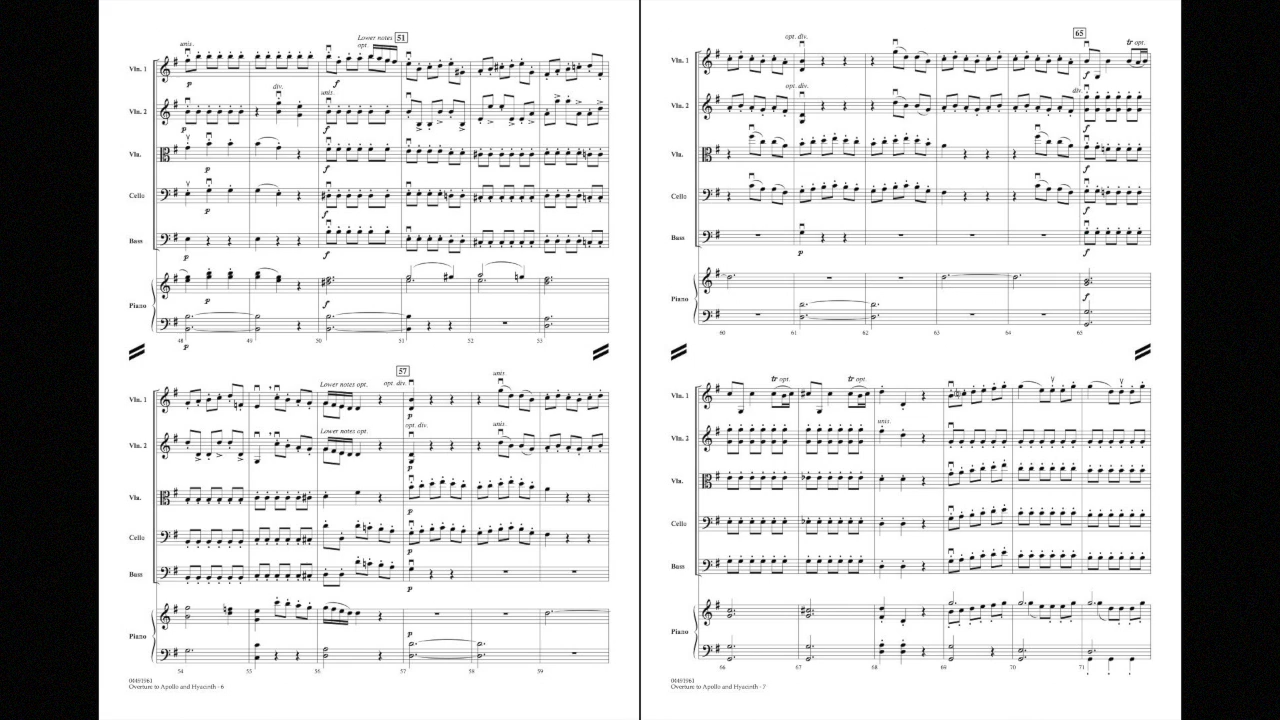 Lower notes opt. 51
unis.
Vln. 1
p
f
div.
unis.
Vln. 2
p
f
Vla.
p
f
Cello
p
f
Bass
p
f
Piano
p
f
48 49 50 51 52 53
p
57
Lower notes opt. opt. div. unis.
Vln. 1
p
Lower notes opt. opt. div. unis.
Vln. 2
p
Vla.
p
Cello
p
Bass
p
Piano
p
54 55 56 57 58 59
00491961
Overture to Apollo and Hyacinth - 6
65
opt. div. tr opt.
Vln. 1
f
opt. div. div.
Vln. 2
f
Vla.
f
Cello
f
Bass
p f
Piano
f
60 61 62 63 64 65
tr opt. tr opt.
Vln. 1
unis.
Vln. 2
Vla.
Cello
Bass
Piano
66 67 68 69 70 71
00491961
Overture to Apollo and Hyacinth - 7